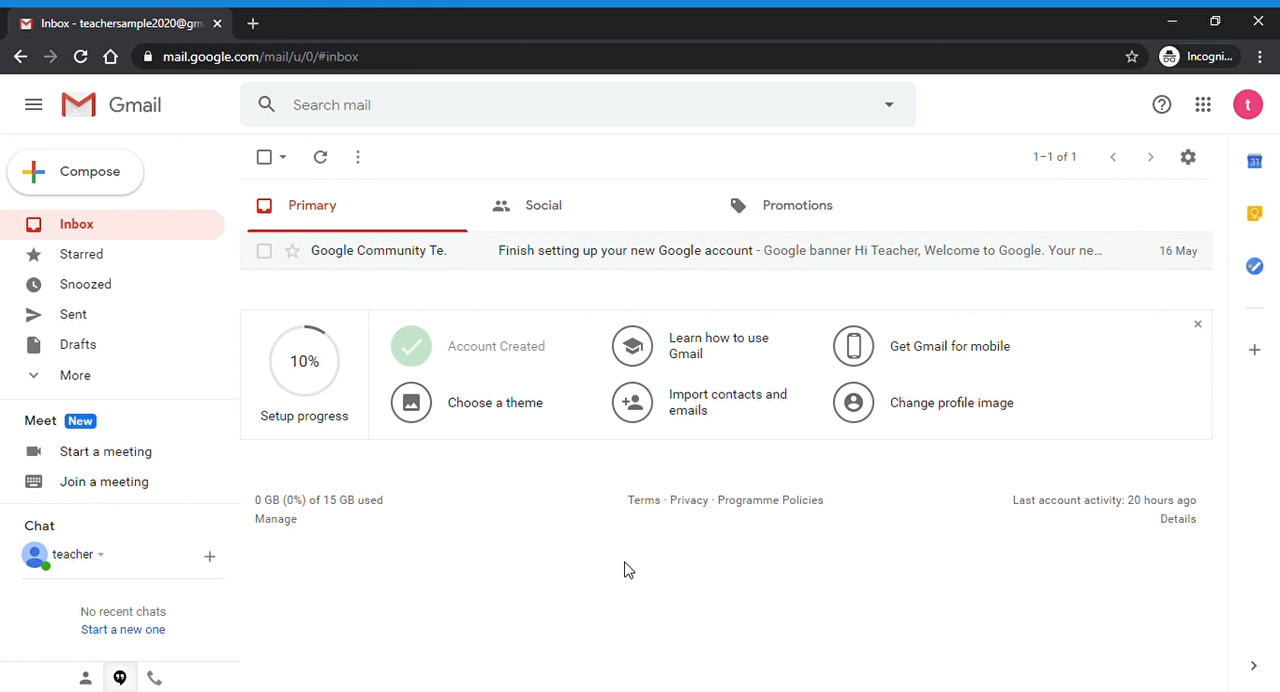 Inbox - teachersample2020@gm
mail.google.com/mail/u/0/#inbox
Incogni...
Gmail
Search mail
t
Compose
1–1 of 1
31
Primary
Social
Promotions
Inbox
Google Community Te.
Finish setting up your new Google account - Google banner Hi Teacher, Welcome to Google. Your ne...
16 May
Starred
Snoozed
Sent
Drafts
More
10%
Setup progress
Account Created
Learn how to use
Gmail
Get Gmail for mobile
Choose a theme
Import contacts and
emails
Change profile image
Meet New
Start a meeting
Join a meeting
0 GB (0%) of 15 GB used
Manage
Terms · Privacy · Programme Policies
Last account activity: 20 hours ago
Details
Chat
teacher
No recent chats
Start a new one